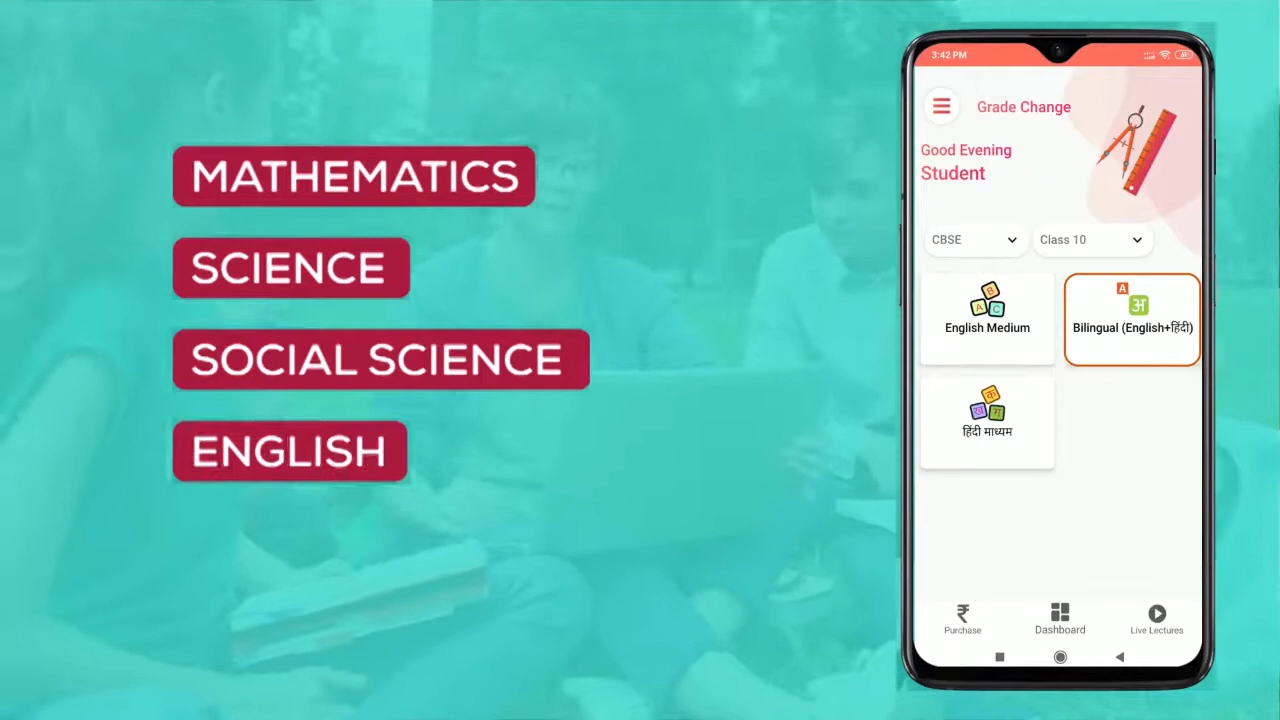 MATHEMATICS
SCIENCE
SOCIAL SCIENCE
ENGLISH
3:42 PM
Grade Change
Good Evening
Student
CBSE
Class 10
B
A
C
English Medium
A
अ
Bilingual (English+हिंदी)
क
ख
ग
हिंदी माध्यम
₹
Purchase
Dashboard
Live Lectures